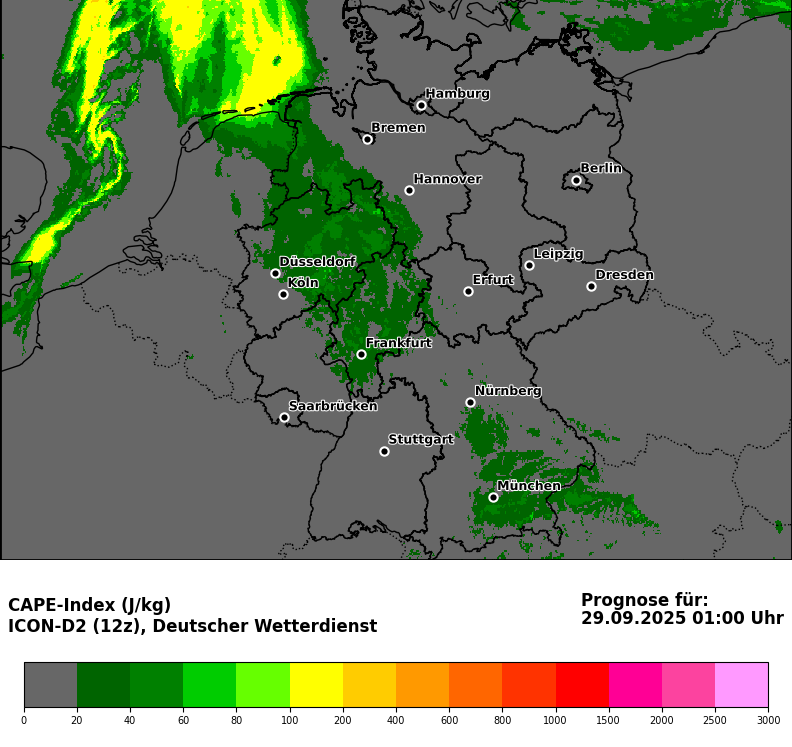 Hamburg
Bremen
Berlin
Hannover
Leipzig
Düsseldorf
Dresden
Köln
Erfurt
Frankfurt
Nürnberg
Saarbrücken
Stuttgart
München
CAPE-Index (J/kg)
ICON-D2 (12z), Deutscher Wetterdienst
Prognose für:
29.09.2025 01:00 Uhr
0 20 40 60 80 100 200 400 600 800 1000 1500 2000 2500 3000